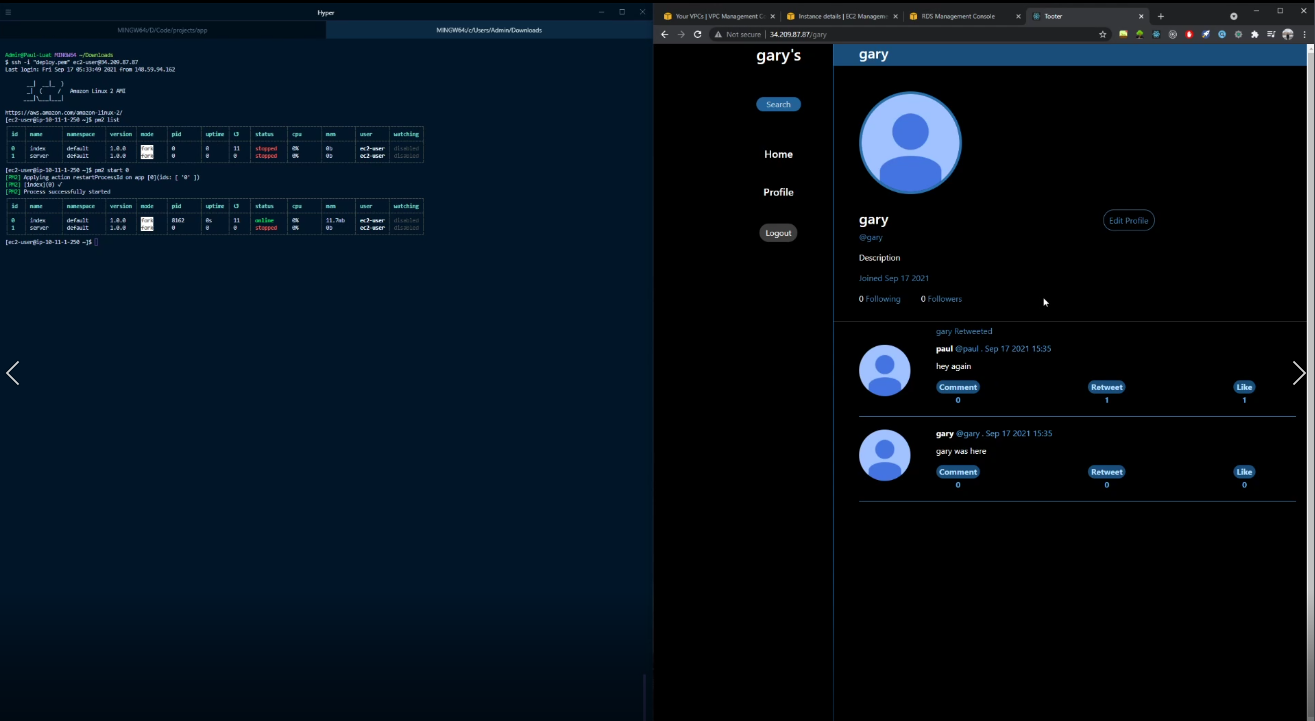 Hyper
MINGW64:/D/Code/projects/app
MINGW64:/c/Users/Admin/Downloads
Admin@Paul-Luat MINGW64 ~/Downloads
$ ssh -i "deploy.pem" ec2-user@34.209.87.87
Last login: Fri Sep 17 05:33:49 2021 from 148.59.94.162
Amazon Linux 2 AMI
https://aws.amazon.com/amazon-linux-2/
[ec2-user@ip-10-11-1-250 ~]$ pm2 list
id name namespace version mode pid uptime ↺ status cpu mem user watching
0 index default 1.0.0 fork 0 0 11 stopped 0% 0b ec2-user disabled
1 server default 1.0.0 fork 0 0 0 stopped 0% 0b ec2-user disabled
[ec2-user@ip-10-11-1-250 ~]$ pm2 start 0
[PM2] Applying action restartProcessId on app [0](ids: [ '0' ])
[PM2] [index](0) ✓
[PM2] Process successfully started
id name namespace version mode pid uptime ↺ status cpu mem user watching
0 index default 1.0.0 fork 8162 0s 11 online 0% 11.7mb ec2-user disabled
1 server default 1.0.0 fork 0 0 0 stopped 0% 0b ec2-user disabled
[ec2-user@ip-10-11-1-250 ~]$
Your VPCs | VPC Management Co
Instance details | EC2 Managem
RDS Management Console
Tooter
Not secure | 34.209.87.87/gary
gary's
Search
Home
Profile
Logout
gary
gary
Edit Profile
@gary
Description
Joined Sep 17 2021
0 Following 0 Followers
gary Retweeted
paul @paul . Sep 17 2021 15:35
hey again
Comment Retweet Like
0 1 1
gary @gary . Sep 17 2021 15:35
gary was here
Comment Retweet Like
0 0 0